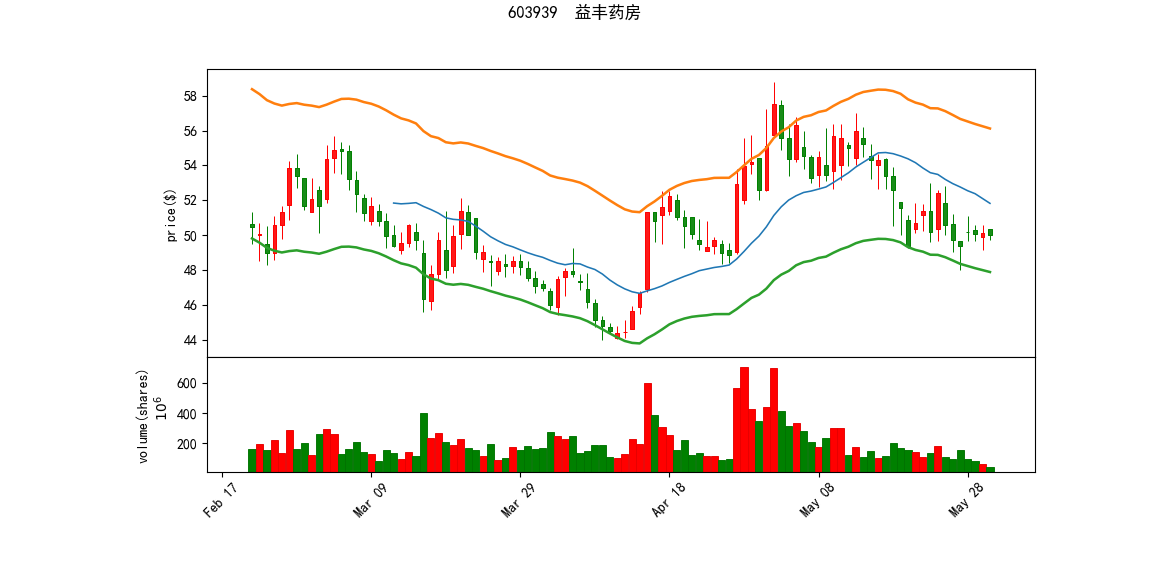 603939 益丰药房
price($)
58
56
54
52
50
48
46
44
volume(shares)
10^6
600
400
200
Feb 17
Mar 09
Mar 29
Apr 18
May 08
May 28